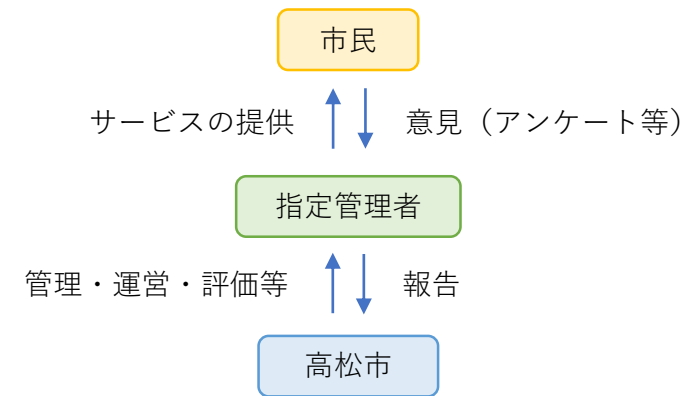 市民
サービスの提供
意見（アンケート等）
指定管理者
管理・運営・評価等
報告
高松市